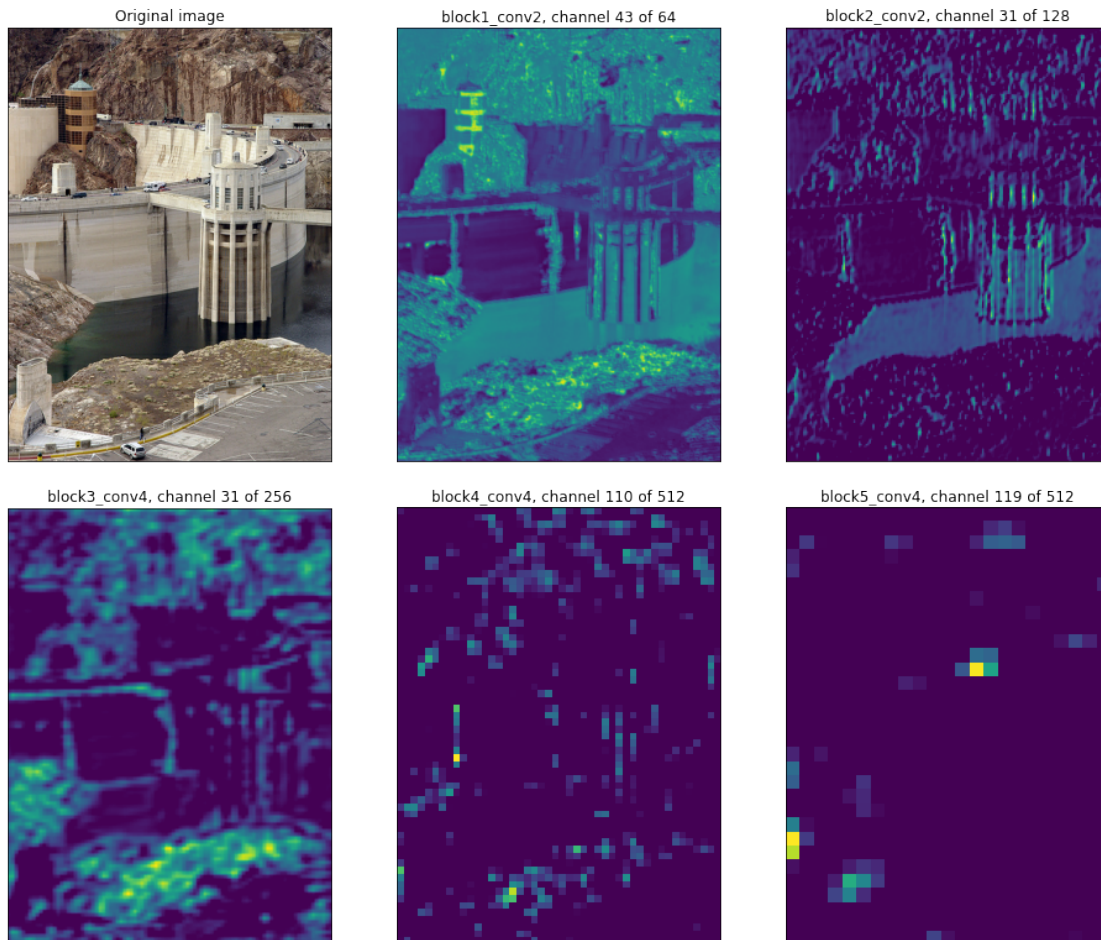 Original image
block1_conv2, channel 43 of 64
block2_conv2, channel 31 of 128
block3_conv4, channel 31 of 256
block4_conv4, channel 110 of 512
block5_conv4, channel 119 of 512